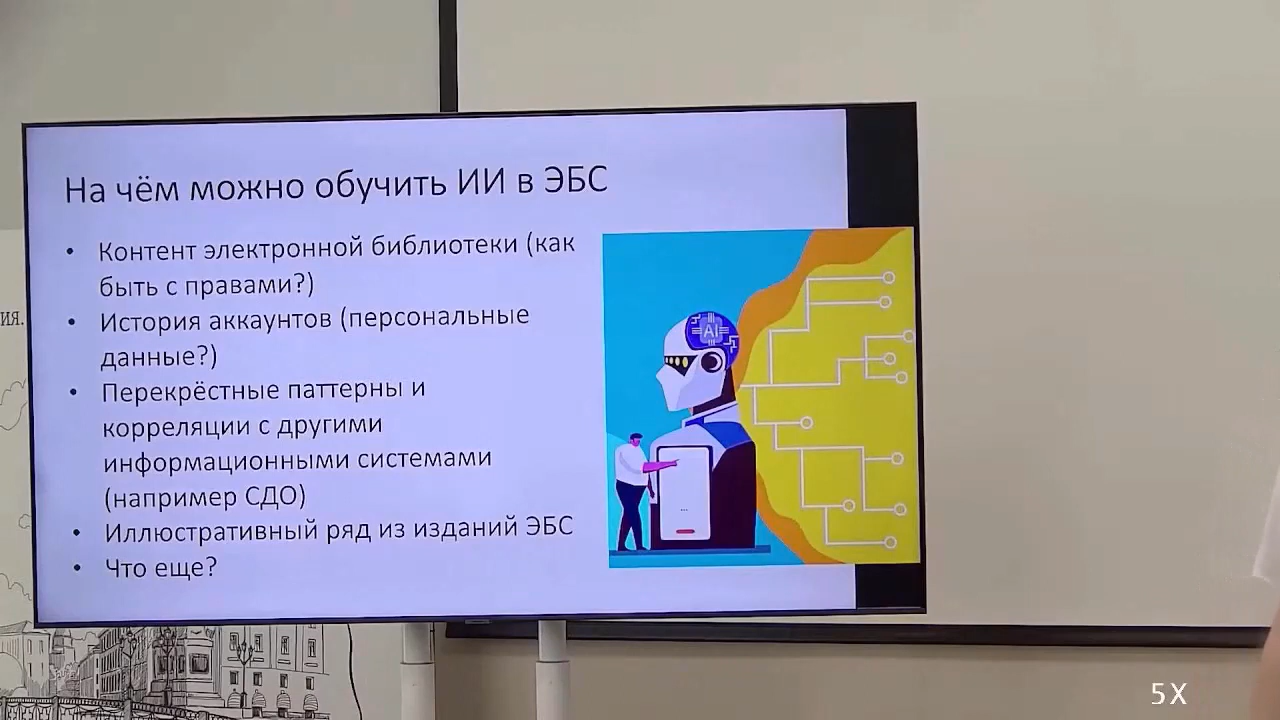 На чём можно обучить ИИ в ЭБС
• Контент электронной библиотеки (как
быть с правами?)
• История аккаунтов (персональные
данные?)
• Перекрёстные паттерны и
корреляции с другими
информационными системами
(например СДО)
• Иллюстративный ряд из изданий ЭБС
• Что еще?
AI
ия.
5X